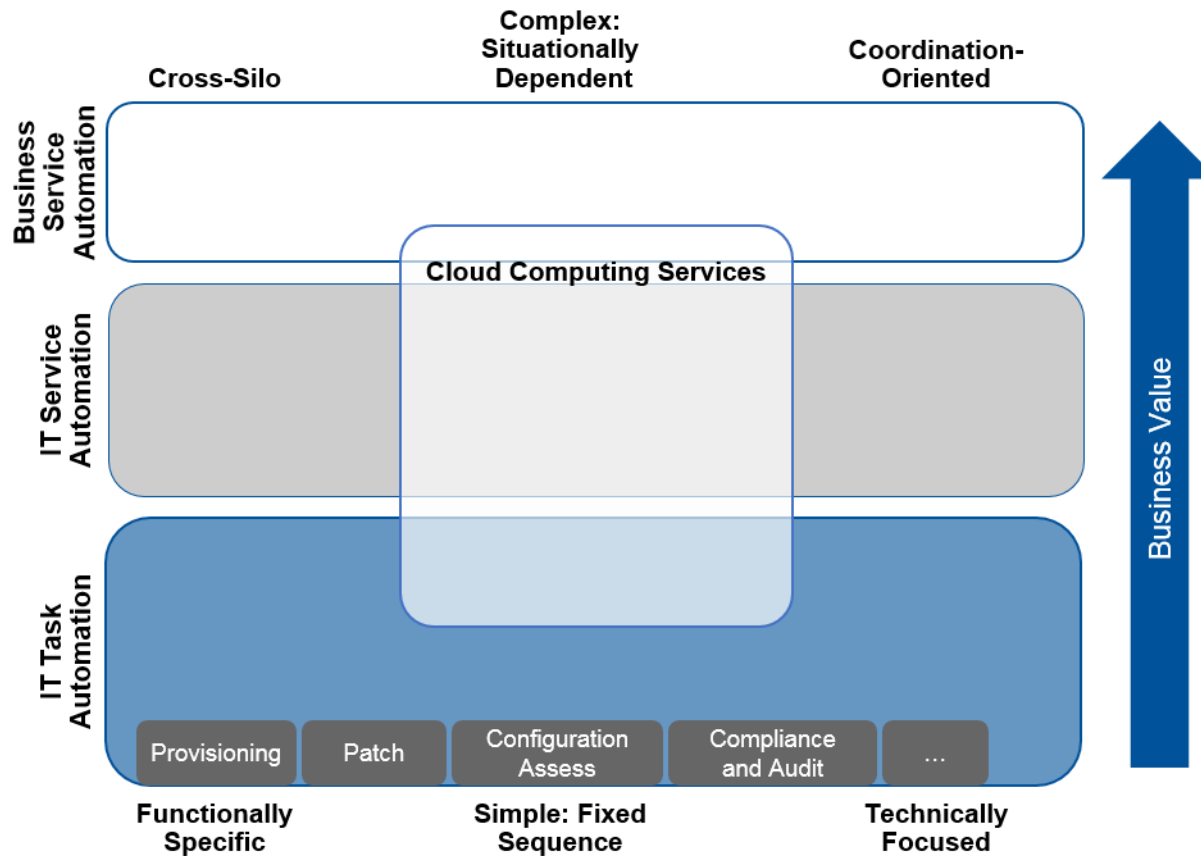 Complex:
Situationally
Dependent
Cross-Silo
Coordination-
Oriented
Business
Service
Automation
Cloud Computing Services
IT Service
Automation
Business Value
IT Task
Automation
Provisioning
Patch
Configuration
Assess
Compliance
and Audit
…
Functionally
Specific
Simple: Fixed
Sequence
Technically
Focused